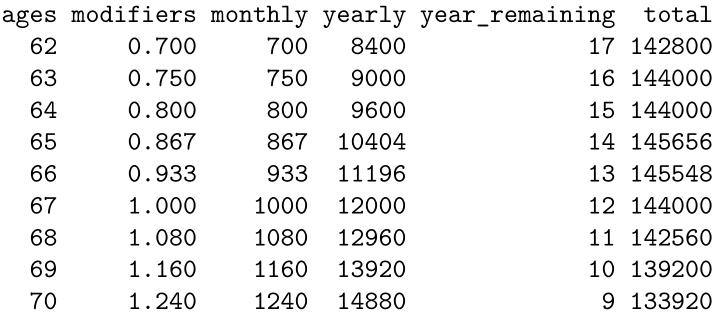 ages modifiers monthly yearly year_remaining total
62 0.700 700 8400 17 142800
63 0.750 750 9000 16 144000
64 0.800 800 9600 15 144000
65 0.867 867 10404 14 145656
66 0.933 933 11196 13 145548
67 1.000 1000 12000 12 144000
68 1.080 1080 12960 11 142560
69 1.160 1160 13920 10 139200
70 1.240 1240 14880 9 133920